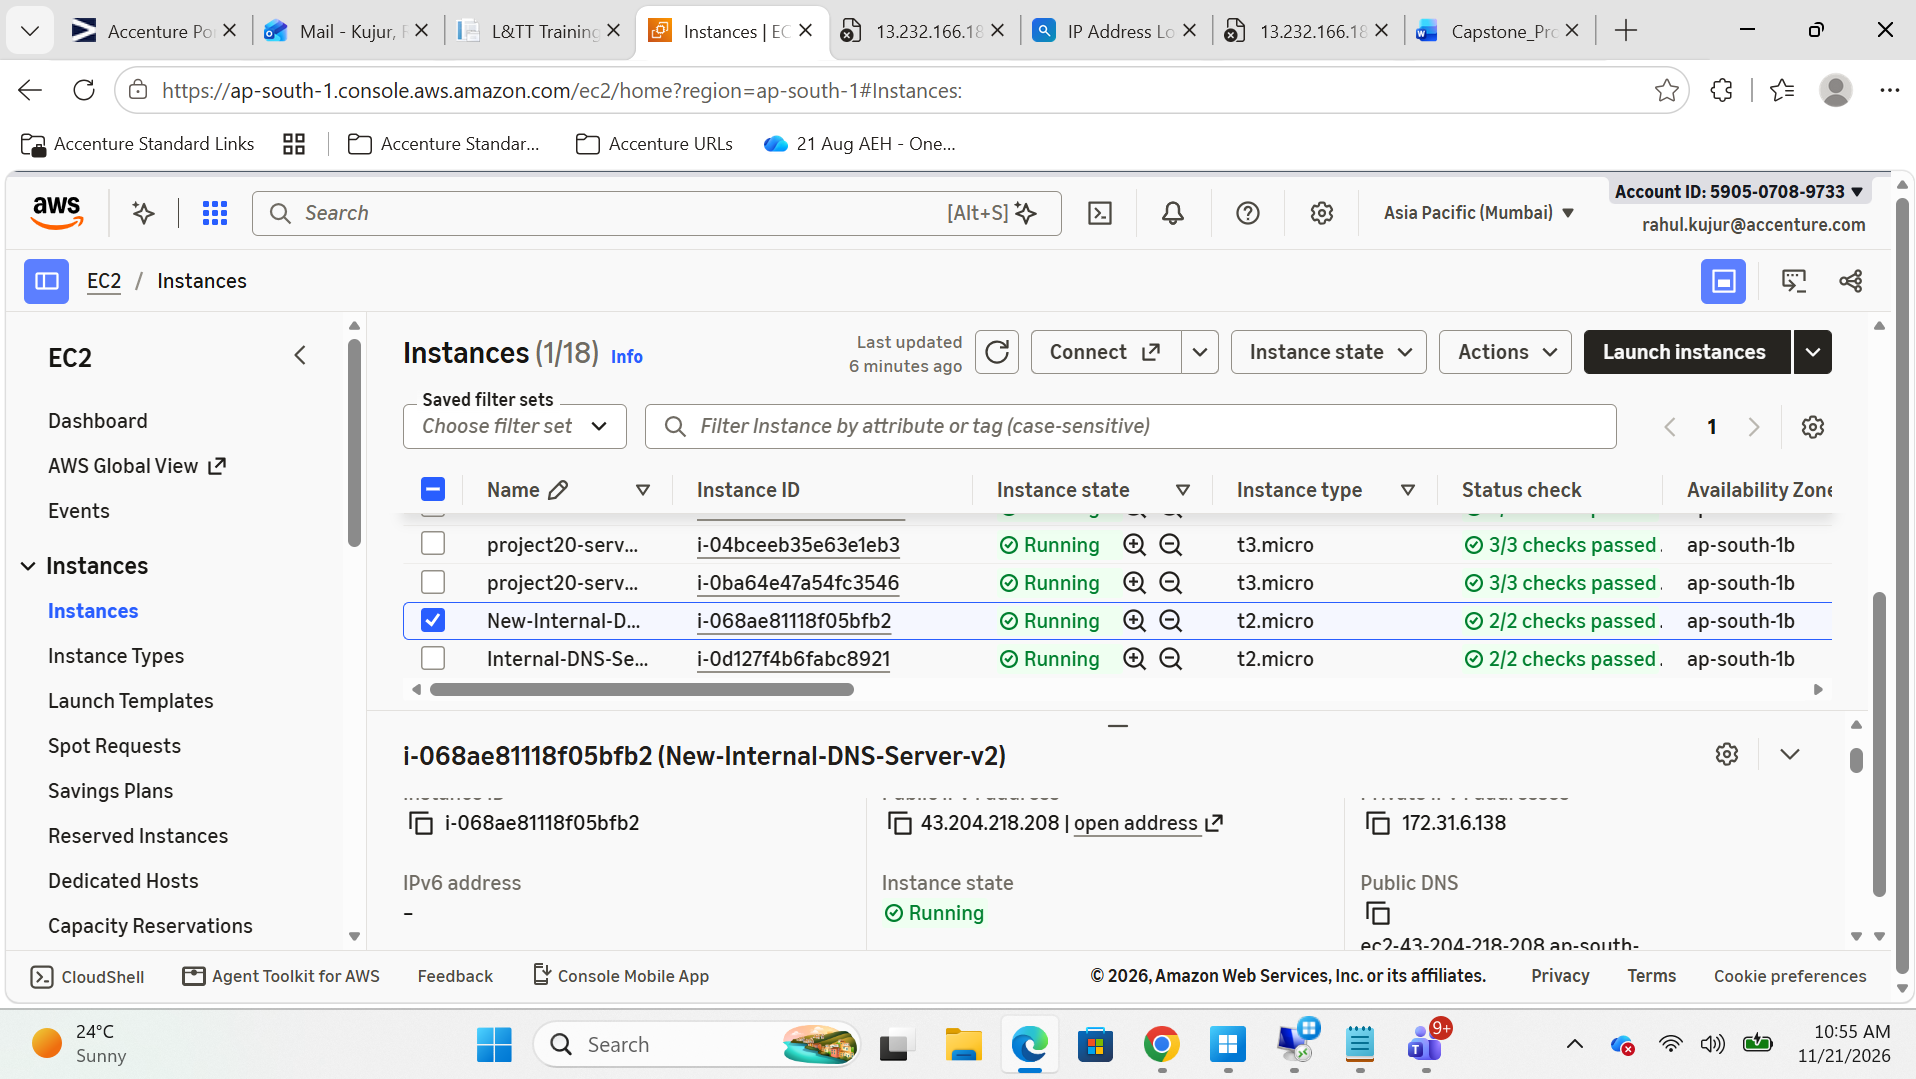 Accenture Po
Mail - Kujur,
L&TT Training
Instances | EC
13.232.166.18
IP Address Lo
13.232.166.18
Capstone_Pro
https://ap-south-1.console.aws.amazon.com/ec2/home?region=ap-south-1#Instances:
Accenture Standard Links
Accenture Standar...
Accenture URLs
21 Aug AEH - One...
aws
Search
[Alt+S]
Asia Pacific (Mumbai)
Account ID: 5905-0708-9733
rahul.kujur@accenture.com
EC2 / Instances
EC2
Dashboard
AWS Global View
Events
Instances
Instances
Instance Types
Launch Templates
Spot Requests
Savings Plans
Reserved Instances
Dedicated Hosts
Capacity Reservations
Instances (1/18) Info
Last updated
6 minutes ago
Connect
Instance state
Actions
Launch instances
Saved filter sets
Choose filter set
Filter Instance by attribute or tag (case-sensitive)
1
Name Instance ID Instance state Instance type Status check Availability Zone
project20-serv... i-04bceeb35e63e1eb3 Running t3.micro 3/3 checks passed ap-south-1b
project20-serv... i-0ba64e47a54fc3546 Running t3.micro 3/3 checks passed ap-south-1b
New-Internal-D... i-068ae81118f05bfb2 Running t2.micro 2/2 checks passed ap-south-1b
Internal-DNS-Se... i-0d127f4b6fabc8921 Running t2.micro 2/2 checks passed ap-south-1b
i-068ae81118f05bfb2 (New-Internal-DNS-Server-v2)
i-068ae81118f05bfb2
43.204.218.208 | open address
172.31.6.138
IPv6 address
–
Instance state
Running
Public DNS
ec2-43-204-218-208.ap-south-
CloudShell
Agent Toolkit for AWS
Feedback
Console Mobile App
© 2026, Amazon Web Services, Inc. or its affiliates.
Privacy
Terms
Cookie preferences
24°C
Sunny
Search
9+
10:55 AM
11/21/2026